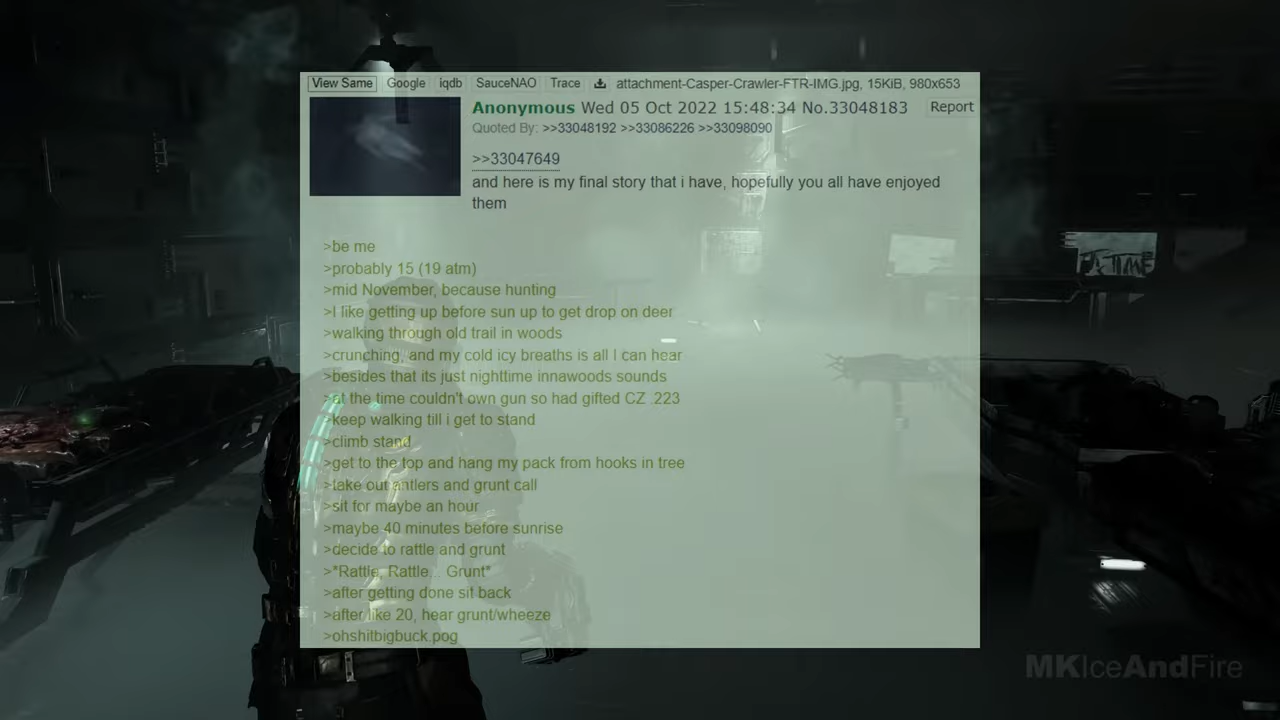 View Same Google iqdb SauceNAO Trace attachment-Casper-Crawler-FTR-IMG.jpg, 15KiB, 980x653
Anonymous Wed 05 Oct 2022 15:48:34 No.33048183 Report
Quoted By: >>33048192 >>33086226 >>33098090
>>33047649
and here is my final story that i have, hopefully you all have enjoyed
them
>be me
>probably 15 (19 atm)
>mid November, because hunting
>I like getting up before sun up to get drop on deer
>walking through old trail in woods
>crunching, and my cold icy breaths is all I can hear
>besides that its just nighttime innawoods sounds
>at the time couldn't own gun so had gifted CZ .223
>keep walking till i get to stand
>climb stand
>get to the top and hang my pack from hooks in tree
>take out antlers and grunt call
>sit for maybe an hour
>maybe 40 minutes before sunrise
>decide to rattle and grunt
>*Rattle, Rattle... Grunt*
>after getting done sit back
>after like 20, hear grunt/wheeze
>ohshitbigbuck.pog
MKIceAndFire